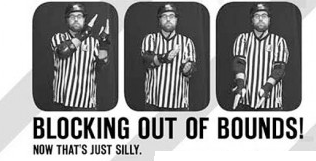 BLOCKING OUT OF BOUNDS!
NOW THAT'S JUST SILLY.